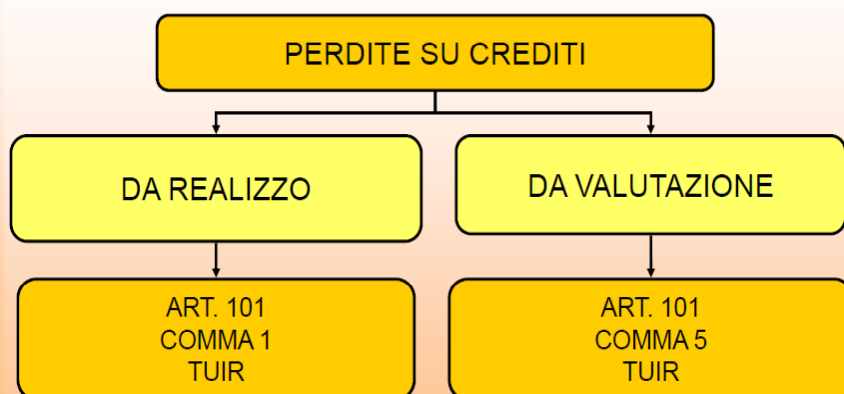 PERDITE SU CREDITI
DA REALIZZO
DA VALUTAZIONE
ART. 101
COMMA 1
TUIR
ART. 101
COMMA 5
TUIR